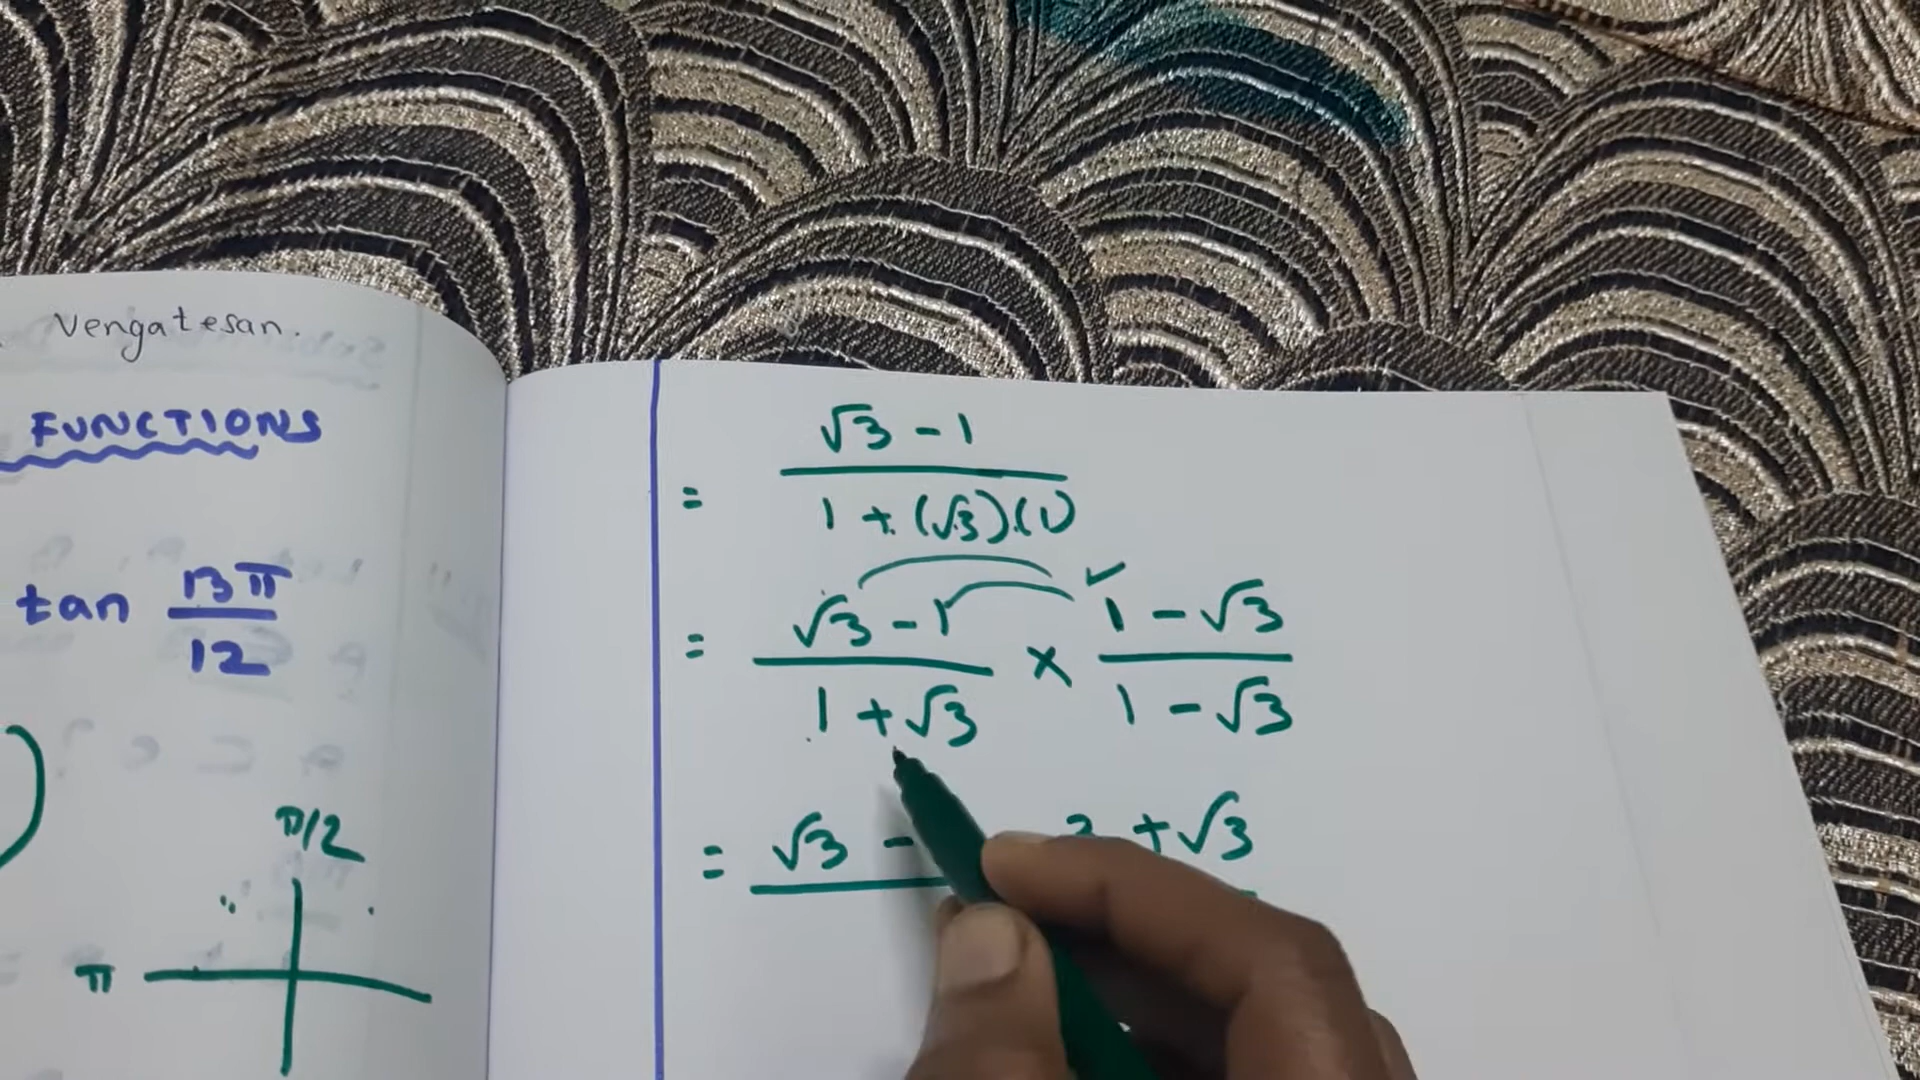 Vengatesan.
FUNCTIONS
tan 13π/12
π/2
π
= √3 - 1 / 1 + (√3).(1)
= √3 - 1 / 1 + √3 × 1 - √3 / 1 - √3 ✓
= √3 - 3 + √3